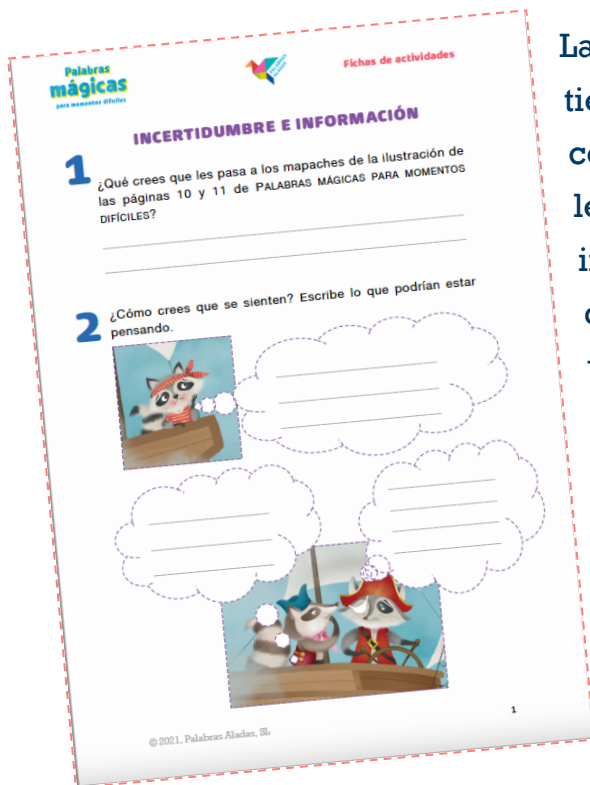 Palabras
mágicas
para momentos difíciles
PALABRAS
ALADAS
Fichas de actividades
INCERTIDUMBRE E INFORMACIÓN
1
¿Qué crees que les pasa a los mapaches de la ilustración de
las páginas 10 y 11 de PALABRAS MÁGICAS PARA MOMENTOS
DIFÍCILES?
2
¿Cómo crees que se sienten? Escribe lo que podrían estar
pensando.
© 2021, Palabras Aladas, SL
1
La
tie